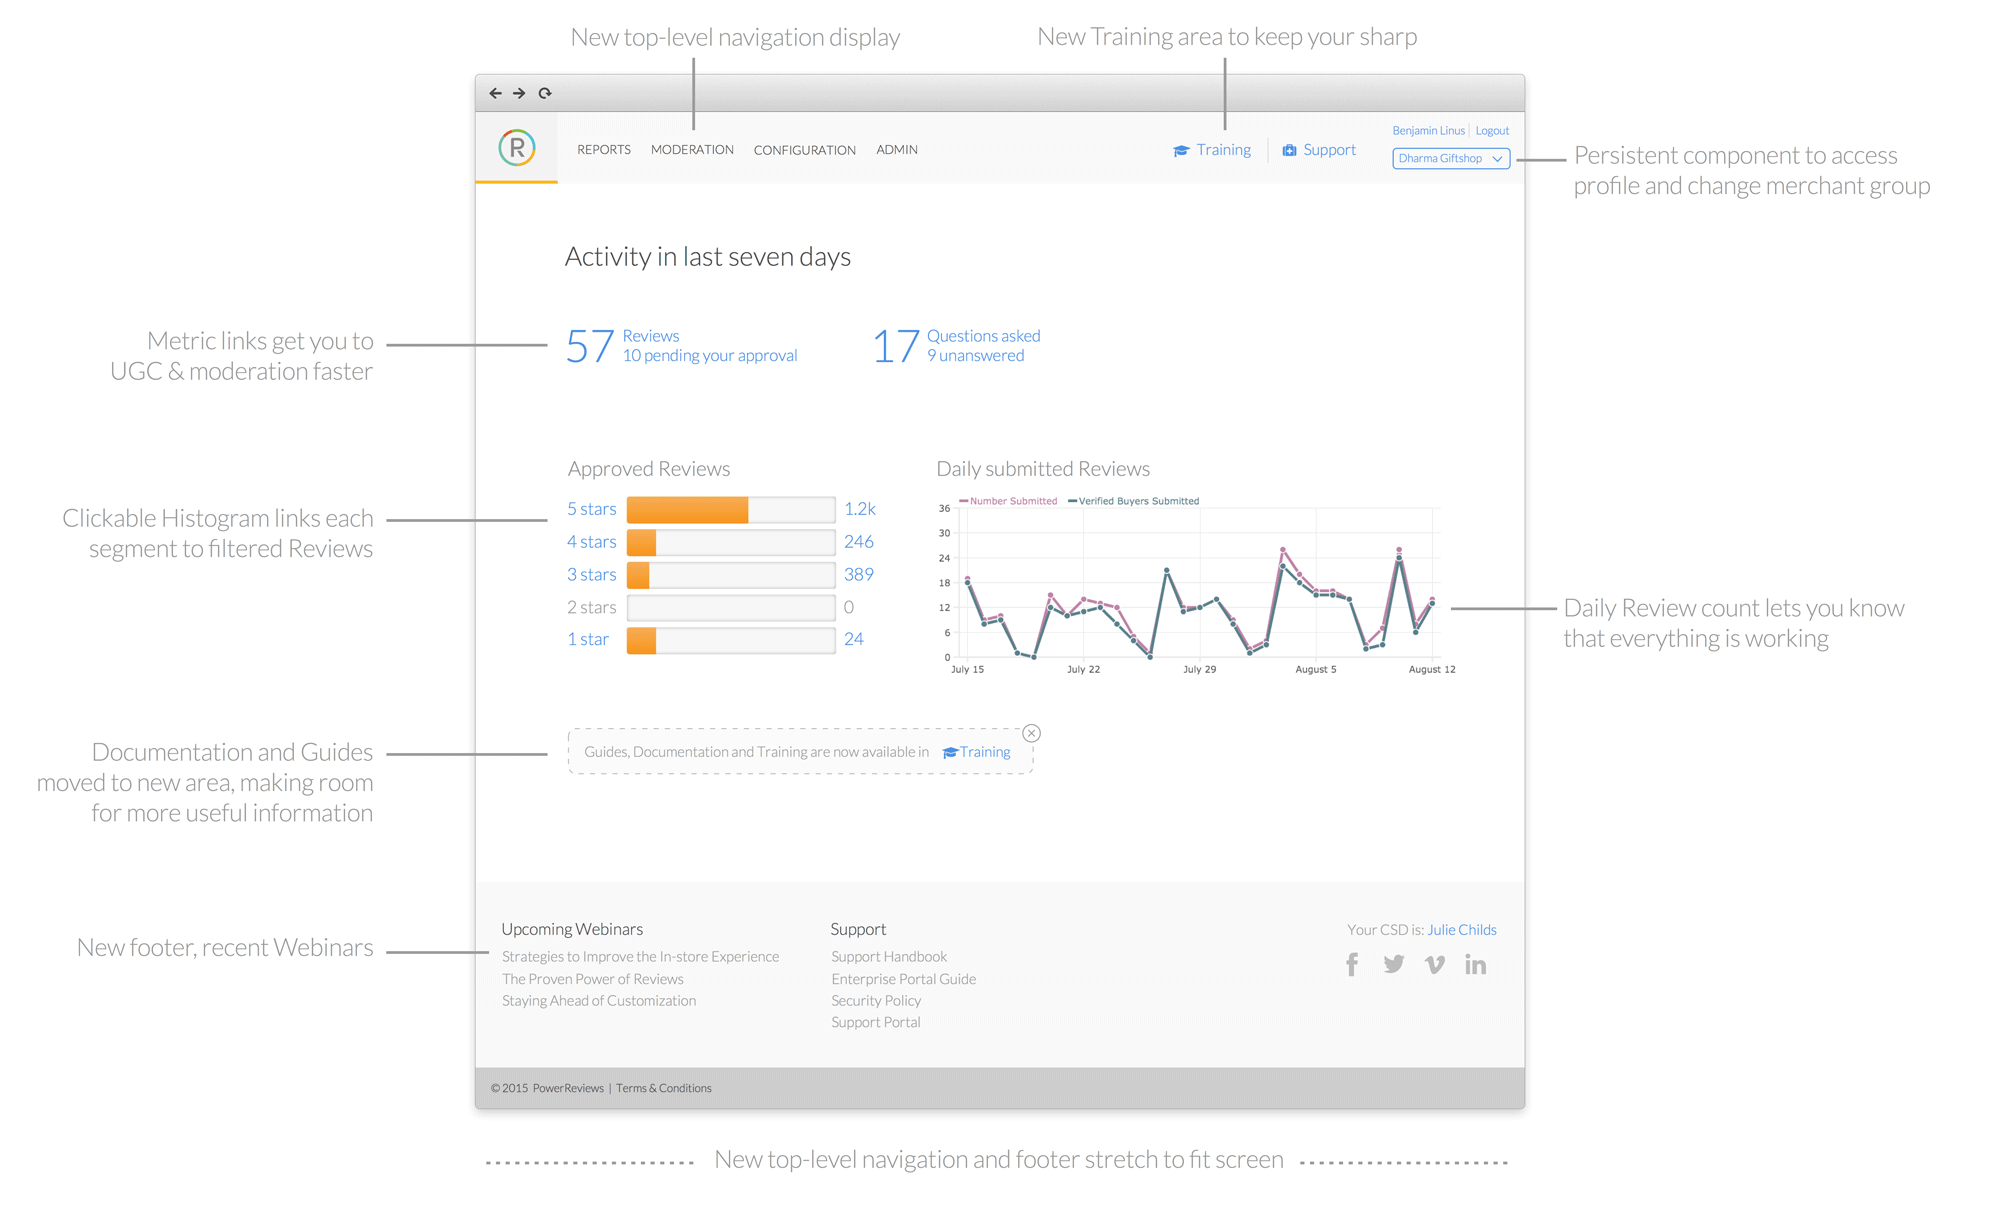 New top-level navigation display
New Training area to keep your sharp
R
REPORTS MODERATION CONFIGURATION ADMIN
Training Support
Benjamin Linus Logout
Dharma Giftshop
Persistent component to access
profile and change merchant group
Activity in last seven days
Metric links get you to
UGC & moderation faster
57 Reviews
10 pending your approval
17 Questions asked
9 unanswered
Clickable Histogram links each
segment to filtered Reviews
Approved Reviews
5 stars 1.2k
4 stars 246
3 stars 389
2 stars 0
1 star 24
Daily submitted Reviews
Number Submitted Verified Buyers Submitted
36
30
24
18
12
6
0
July 15 July 22 July 29 August 5 August 12
Daily Review count lets you know
that everything is working
Documentation and Guides
moved to new area, making room
for more useful information
Guides, Documentation and Training are now available in Training
New footer, recent Webinars
Upcoming Webinars
Strategies to Improve the In-store Experience
The Proven Power of Reviews
Staying Ahead of Customization
Support
Support Handbook
Enterprise Portal Guide
Security Policy
Support Portal
Your CSD is: Julie Childs
© 2015 PowerReviews | Terms & Conditions
New top-level navigation and footer stretch to fit screen